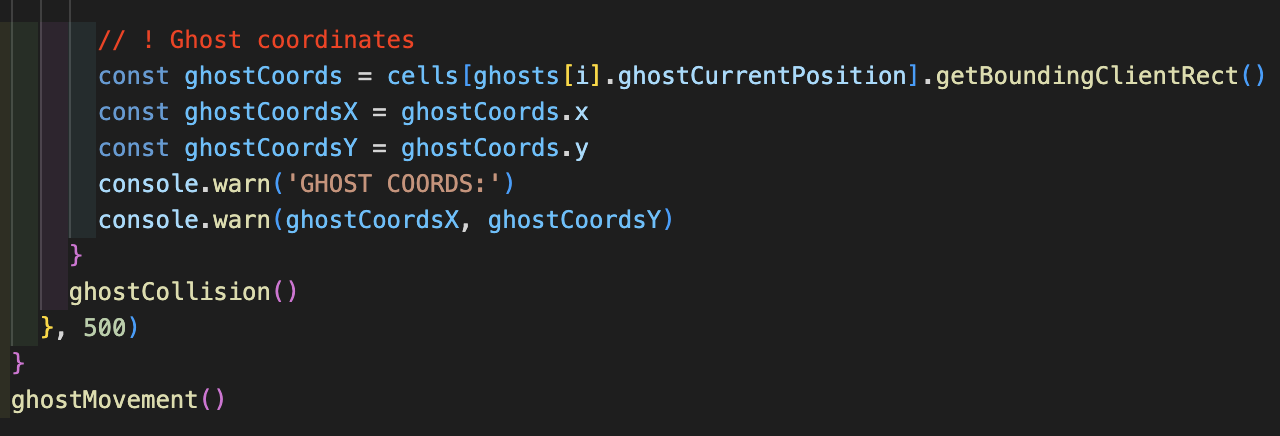 // ! Ghost coordinates
const ghostCoords = cells[ghosts[i].ghostCurrentPosition].getBoundingClientRect()
const ghostCoordsX = ghostCoords.x
const ghostCoordsY = ghostCoords.y
console.warn('GHOST COORDS:')
console.warn(ghostCoordsX, ghostCoordsY)
}
ghostCollision()
}, 500)
}
ghostMovement()